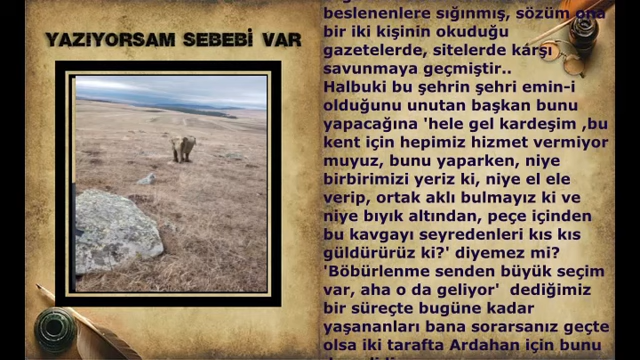 YAZIYORSAM SEBEBİ VAR
beslenenlere sığınmış, sözüm ona
bir iki kişinin okuduğu
gazetelerde, sitelerde kárşı
savunmaya geçmiştir..
Halbuki bu şehrin şehri emin-i
olduğunu unutan başkan bunu
yapacağına 'hele gel kardeşim ,bu
kent için hepimiz hizmet vermiyor
muyuz, bunu yaparken, niye
birbirimizi yeriz ki, niye el ele
verip, ortak aklı bulmayız ki ve
niye bıyık altından, peçe içinden
bu kavgayı seyredenleri kıs kıs
güldürürüz ki?' diyemez mi?
'Böbürlenme senden büyük seçim
var, aha o da geliyor' dediğimiz
bir süreçte bugüne kadar
yaşananları bana sorarsanız geçte
olsa iki tarafta Ardahan için bunu